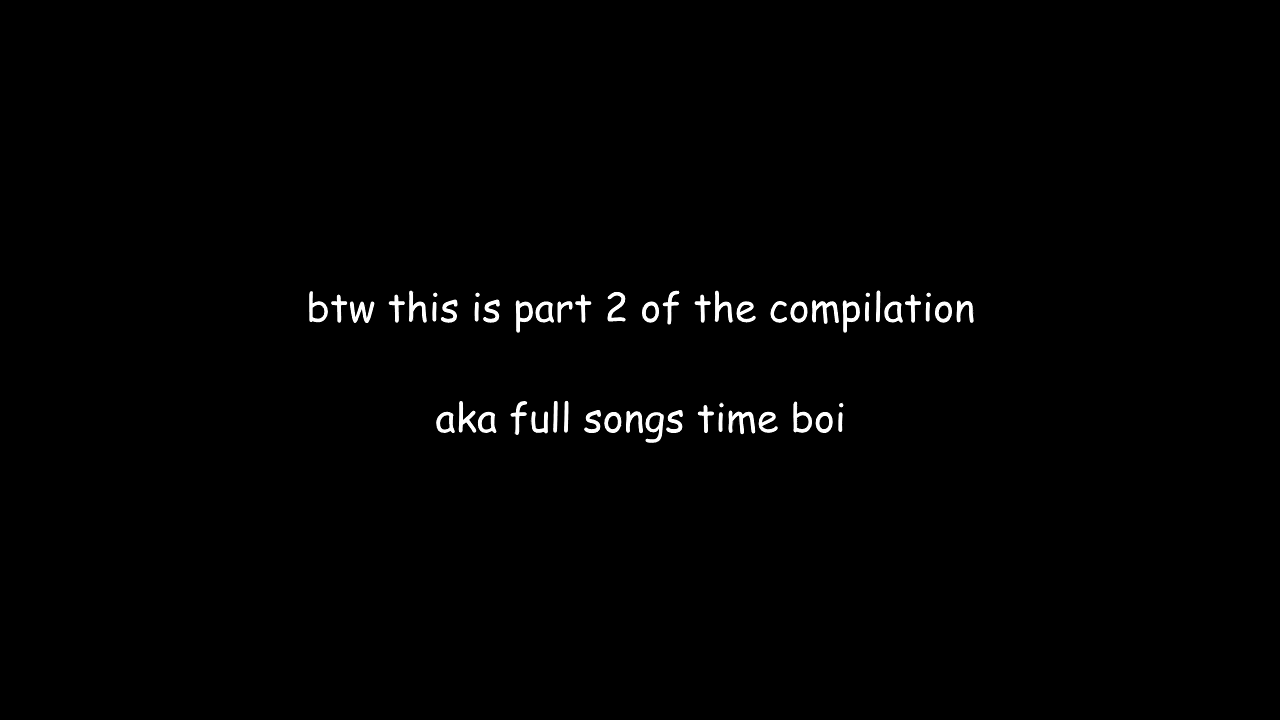 btw this is part 2 of the compilation
aka full songs time boi